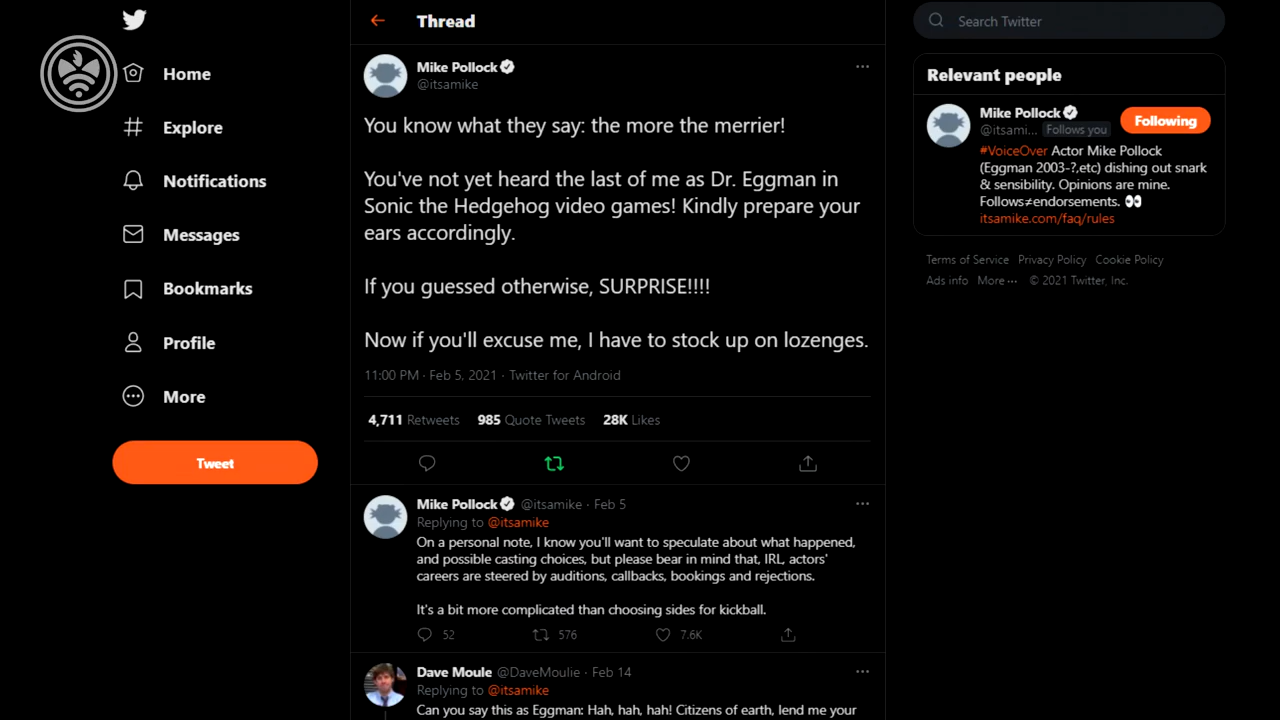 Home
Explore
Notifications
Messages
Bookmarks
Profile
More
Tweet
Thread
Mike Pollock
@itsamike
You know what they say: the more the merrier!
You've not yet heard the last of me as Dr. Eggman in
Sonic the Hedgehog video games! Kindly prepare your
ears accordingly.
If you guessed otherwise, SURPRISE!!!!
Now if you'll excuse me, I have to stock up on lozenges.
11:00 PM · Feb 5, 2021 · Twitter for Android
4,711 Retweets 985 Quote Tweets 28K Likes
Mike Pollock @itsamike · Feb 5
Replying to @itsamike
On a personal note, I know you'll want to speculate about what happened,
and possible casting choices, but please bear in mind that, IRL, actors'
careers are steered by auditions, callbacks, bookings and rejections.
It's a bit more complicated than choosing sides for kickball.
52 576 7.6K
Dave Moule @DaveMoulie · Feb 14
Replying to @itsamike
Can you say this as Eggman: Hah, hah, hah! Citizens of earth, lend me your
Search Twitter
Relevant people
Mike Pollock
@itsami... Follows you
Following
#VoiceOver Actor Mike Pollock
(Eggman 2003-?,etc) dishing out snark
& sensibility. Opinions are mine.
Follows≠endorsements. 👀
itsamike.com/faq/rules
Terms of Service Privacy Policy Cookie Policy
Ads info More ··· © 2021 Twitter, Inc.